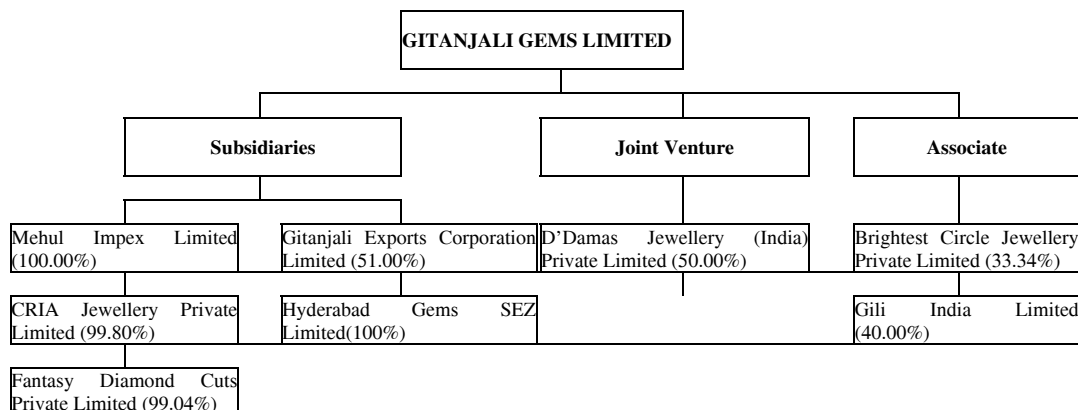 GITANJALI GEMS LIMITED
Subsidiaries
Joint Venture
Associate
Mehul Impex Limited
(100.00%)
Gitanjali Exports Corporation
Limited (51.00%)
D'Damas Jewellery (India)
Private Limited (50.00%)
Brightest Circle Jewellery
Private Limited (33.34%)
CRIA Jewellery Private
Limited (99.80%)
Hyderabad Gems SEZ
Limited(100%)
Gili India Limited
(40.00%)
Fantasy Diamond Cuts
Private Limited (99.04%)